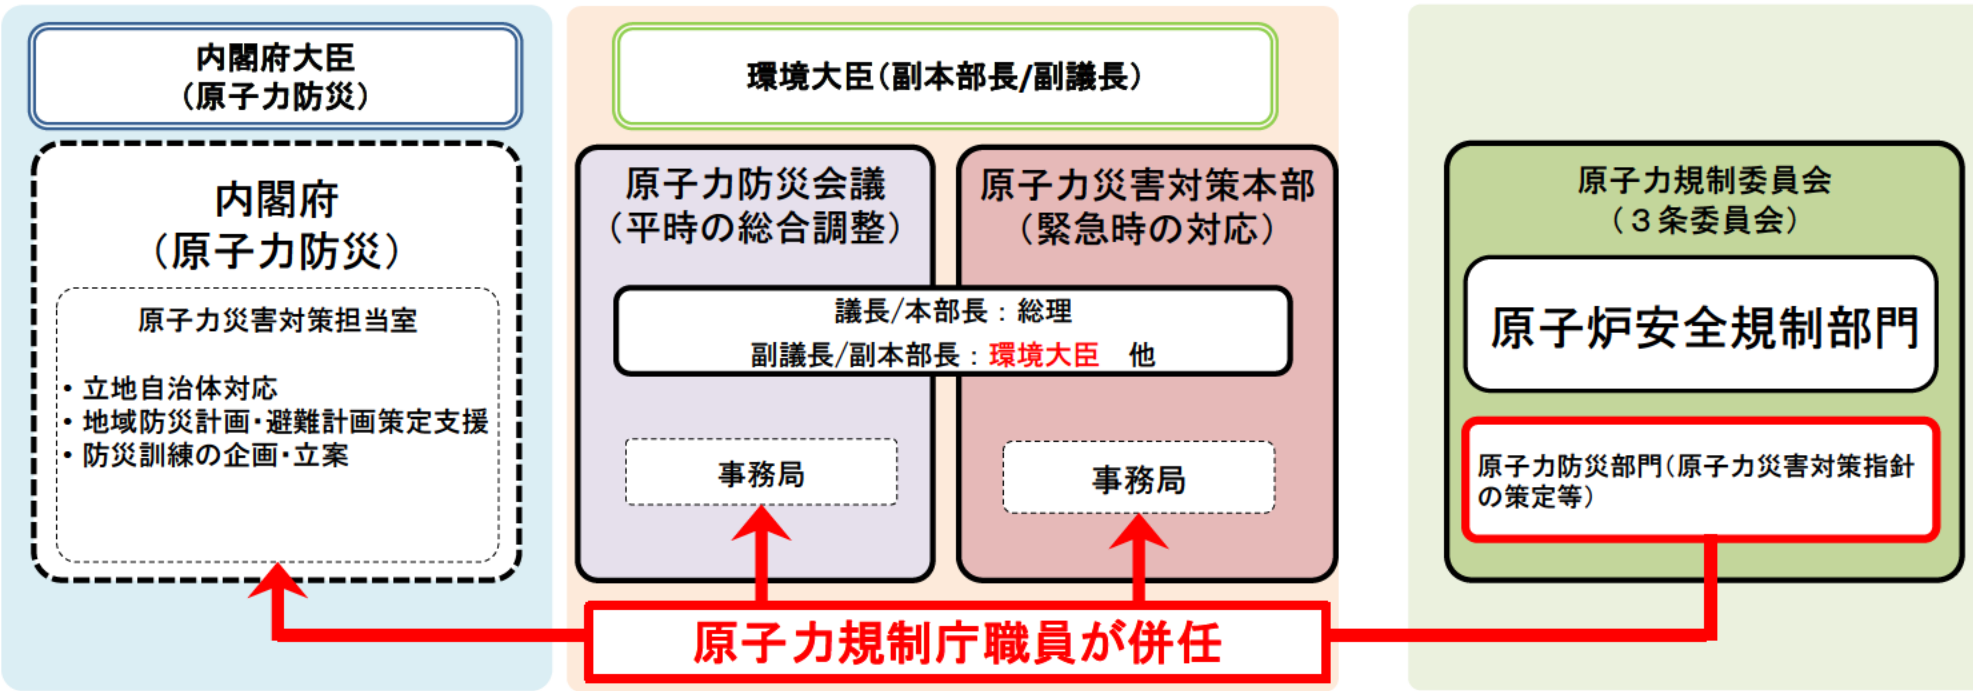 内閣府大臣
（原子力防災）
内閣府
（原子力防災）
原子力災害対策担当室
・立地自治体対応
・地域防災計画・避難計画策定支援
・防災訓練の企画・立案
環境大臣（副本部長/副議長）
原子力防災会議
（平時の総合調整）
原子力災害対策本部
（緊急時の対応）
議長/本部長：総理
副議長/副本部長：環境大臣　他
事務局
事務局
原子力規制庁職員が併任
原子力規制委員会
（３条委員会）
原子炉安全規制部門
原子力防災部門（原子力災害対策指針
の策定等）